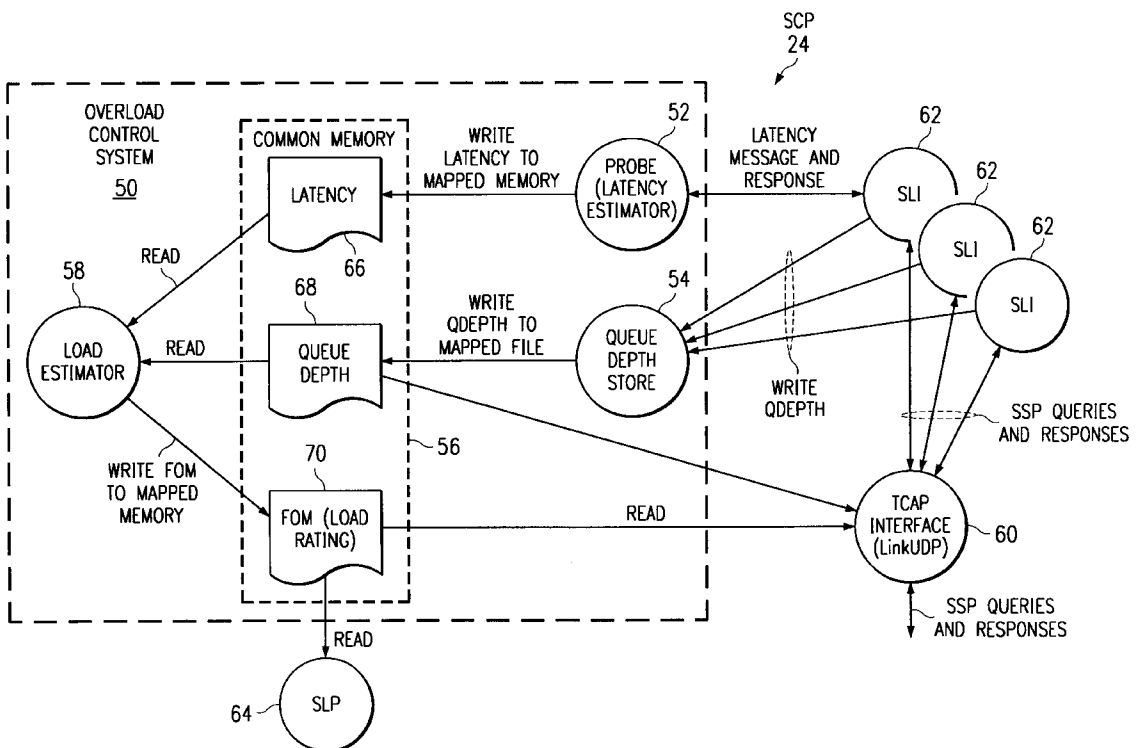 SCP
24
OVERLOAD
CONTROL
SYSTEM
50
COMMON MEMORY
LATENCY
66
WRITE
LATENCY TO
MAPPED MEMORY
52
PROBE
(LATENCY
ESTIMATOR)
LATENCY
MESSAGE AND
RESPONSE
62
SLI
62
SLI
62
SLI
READ
58
LOAD
ESTIMATOR
READ
68
QUEUE
DEPTH
WRITE
QDEPTH TO
MAPPED FILE
54
QUEUE
DEPTH
STORE
WRITE
QDEPTH
SSP QUERIES
AND RESPONSES
56
WRITE FOM
TO MAPPED
MEMORY
70
FOM (LOAD
RATING)
READ
TCAP
INTERFACE
(LinkUDP)
60
SSP QUERIES
AND RESPONSES
READ
64
SLP